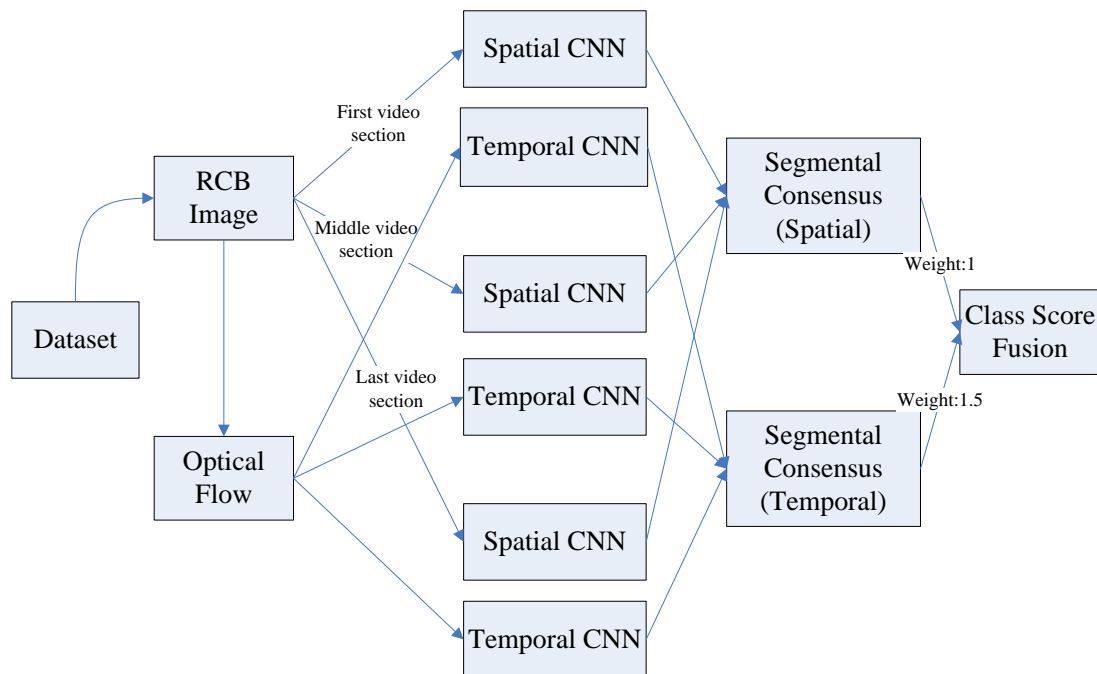 Spatial CNN
First video
section
Temporal CNN
RCB
Image
Segmental
Consensus
(Spatial)
Middle video
section
Weight:1
Spatial CNN
Dataset
Class Score
Fusion
Last video
section
Temporal CNN
Weight:1.5
Optical
Flow
Segmental
Consensus
(Temporal)
Spatial CNN
Temporal CNN